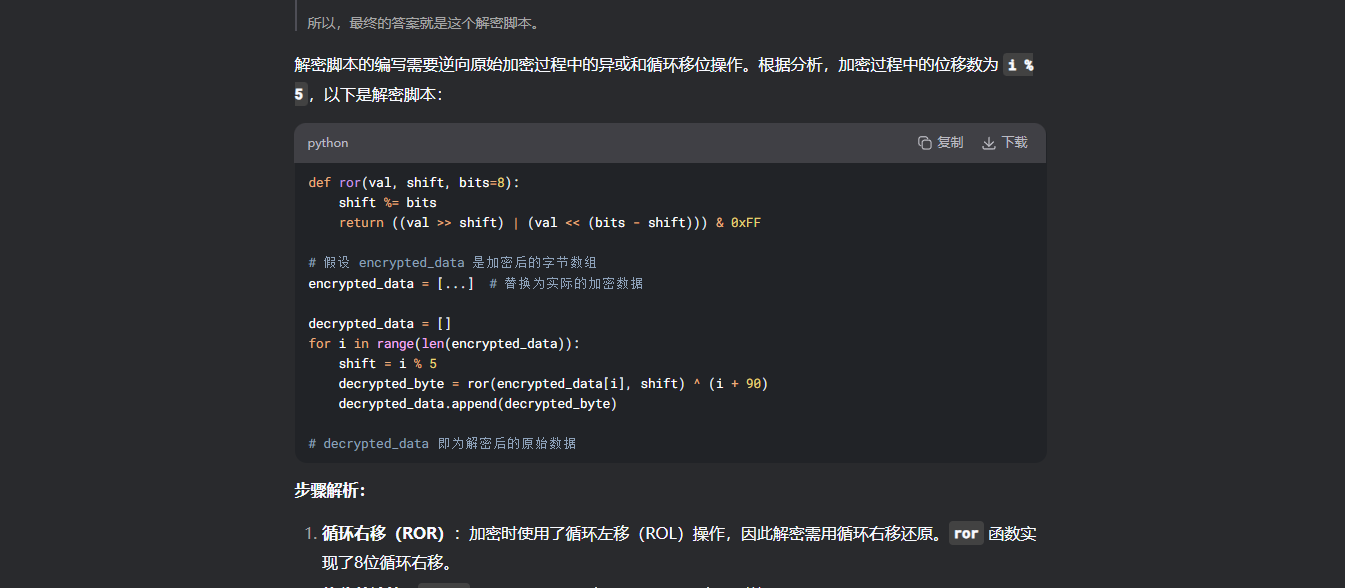 所以，最终的答案就是这个解密脚本。
解密脚本的编写需要逆向原始加密过程中的异或和循环移位操作。根据分析，加密过程中的位移数为 i %
5，以下是解密脚本：
python 复制 下载
def ror(val, shift, bits=8):
    shift %= bits
    return ((val >> shift) | (val << (bits - shift))) & 0xFF
# 假设 encrypted_data 是加密后的字节数组
encrypted_data = [...]  # 替换为实际的加密数据
decrypted_data = []
for i in range(len(encrypted_data)):
    shift = i % 5
    decrypted_byte = ror(encrypted_data[i], shift) ^ (i + 90)
    decrypted_data.append(decrypted_byte)
# decrypted_data 即为解密后的原始数据
步骤解析：
1. 循环右移（ROR）：加密时使用了循环左移（ROL）操作，因此解密需用循环右移还原。ror 函数实
现了8位循环右移。